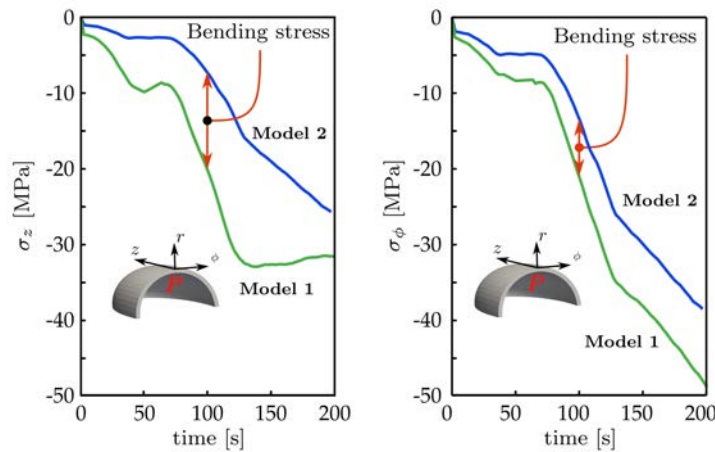 0
-10
-20
-30
-40
-50
σ_z [MPa]
0
50
100
150
200
time [s]
Bending stress
Model 2
Model 1
z
r
ϕ
P
0
-10
-20
-30
-40
-50
σ_ϕ [MPa]
0
50
100
150
200
time [s]
Bending stress
Model 2
Model 1
z
r
ϕ
P